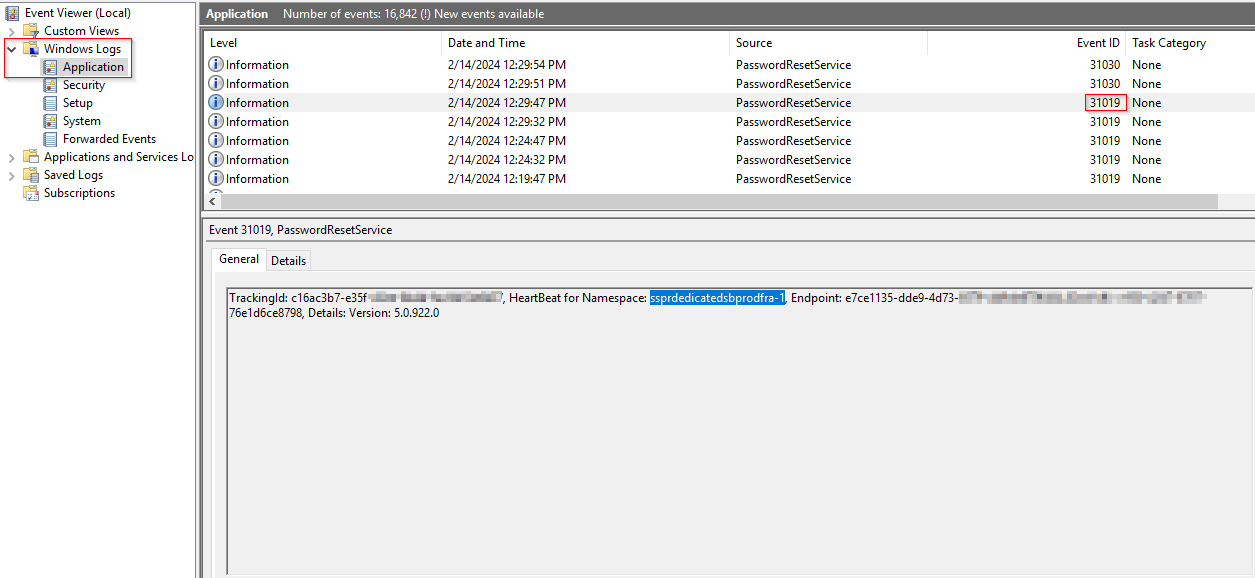 Event Viewer (Local)
Custom Views
Windows Logs
Application
Security
Setup
System
Forwarded Events
Applications and Services Lo
Saved Logs
Subscriptions
Application Number of events: 16,842 (!) New events available
Level Date and Time Source Event ID Task Category
Information 2/14/2024 12:29:54 PM PasswordResetService 31030 None
Information 2/14/2024 12:29:51 PM PasswordResetService 31030 None
Information 2/14/2024 12:29:47 PM PasswordResetService 31019 None
Information 2/14/2024 12:29:32 PM PasswordResetService 31019 None
Information 2/14/2024 12:24:47 PM PasswordResetService 31019 None
Information 2/14/2024 12:24:32 PM PasswordResetService 31019 None
Information 2/14/2024 12:19:47 PM PasswordResetService 31019 None
Event 31019, PasswordResetService
General Details
TrackingId: c16ac3b7-e35f , HeartBeat for Namespace: ssprdedicatedsbprodfra-1, Endpoint: e7ce1135-dde9-4d73-
76e1d6ce8798, Details: Version: 5.0.922.0